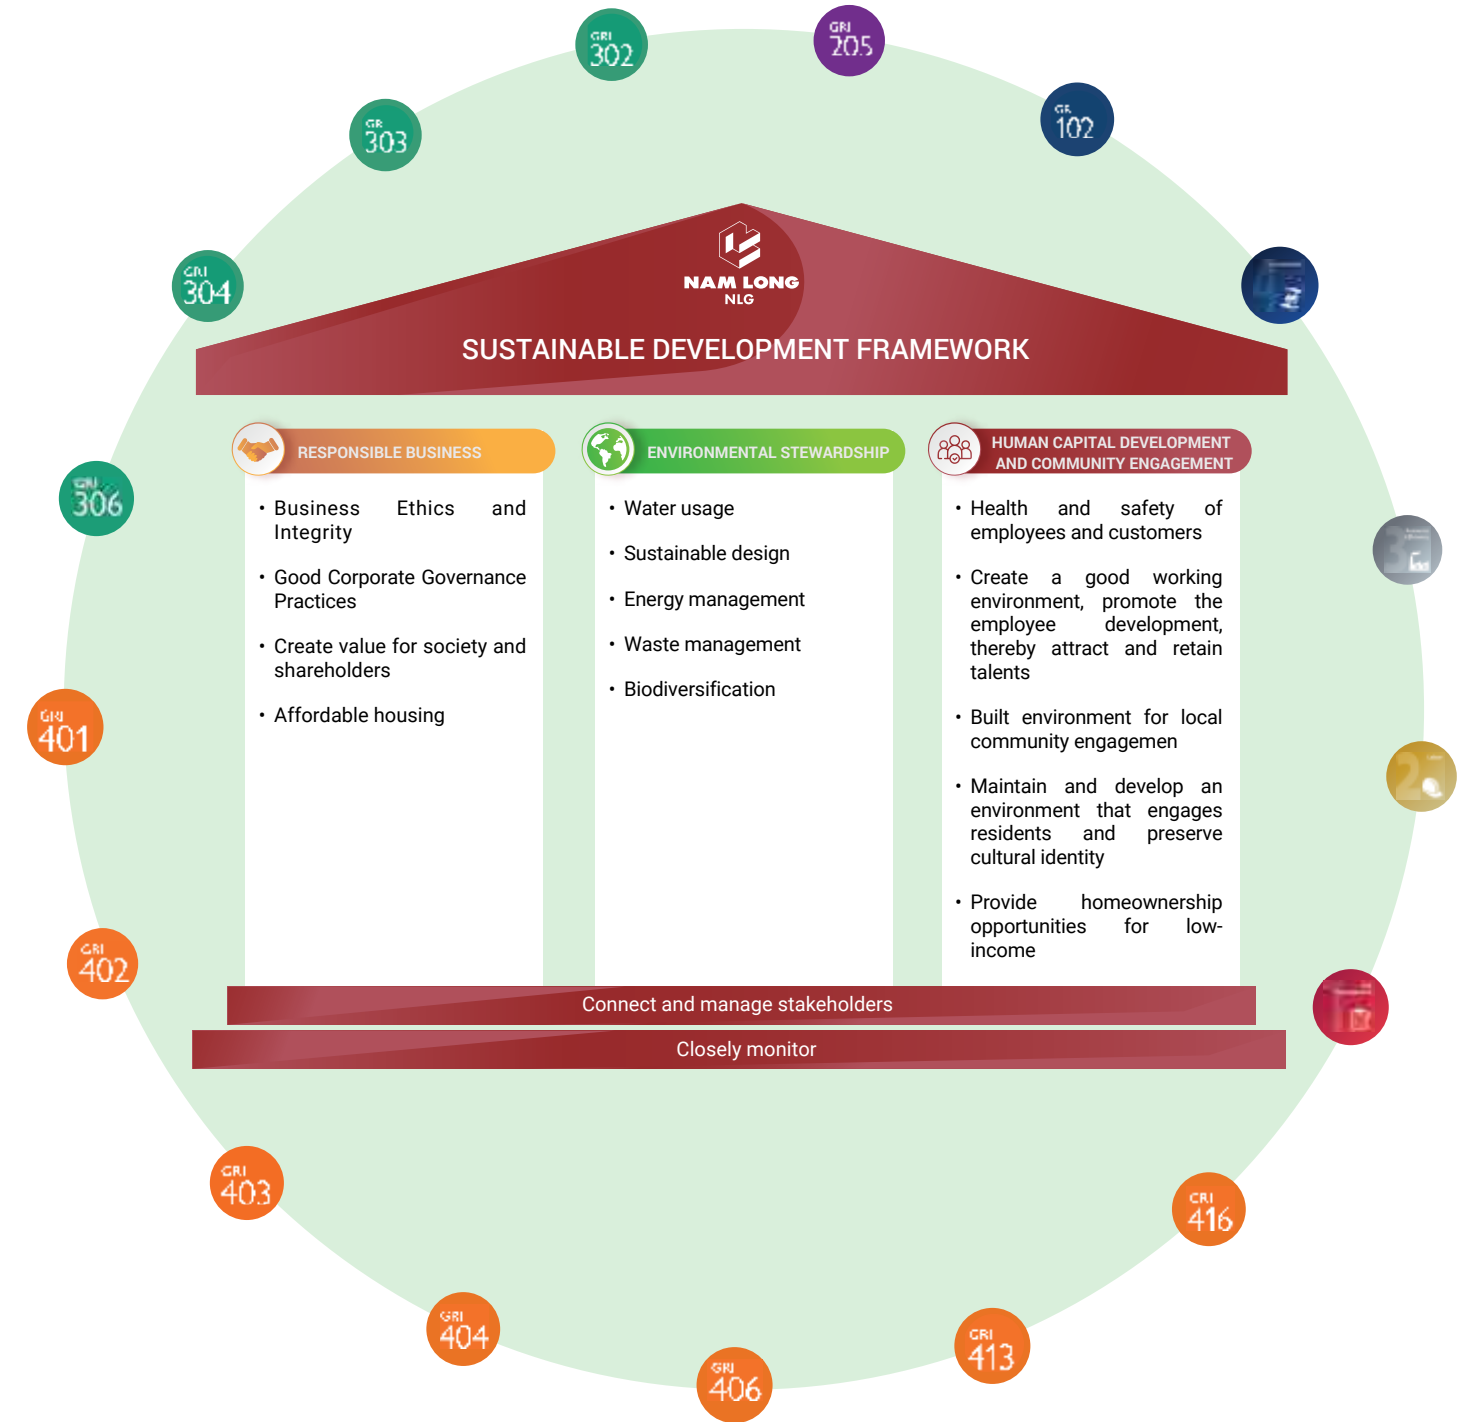 GRI
302
GRI
205
GR
303
GR
102
GRI
304
NAM LONG
NLG
SUSTAINABLE DEVELOPMENT FRAMEWORK
RESPONSIBLE BUSINESS
• Business Ethics and
Integrity
• Good Corporate Governance
Practices
• Create value for society and
shareholders
• Affordable housing
ENVIRONMENTAL STEWARDSHIP
• Water usage
• Sustainable design
• Energy management
• Waste management
• Biodiversification
HUMAN CAPITAL DEVELOPMENT
AND COMMUNITY ENGAGEMENT
• Health and safety of
employees and customers
• Create a good working
environment, promote the
employee development,
thereby attract and retain
talents
• Built environment for local
community engagemen
• Maintain and develop an
environment that engages
residents and preserve
cultural identity
• Provide homeownership
opportunities for low-
income
Connect and manage stakeholders
Closely monitor
GRI
306
3
GRI
401
2
GRI
402
GRI
403
GRI
416
GRI
404
GRI
413
GRI
406